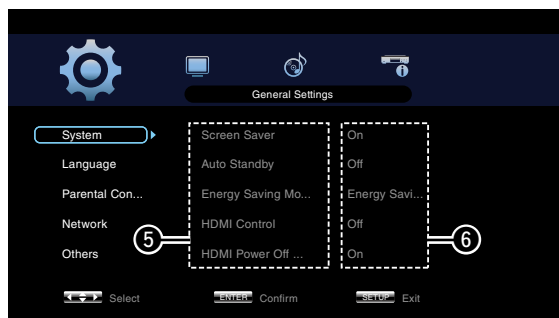 General Settings
System Screen Saver On
Language Auto Standby Off
Parental Con... Energy Saving Mo... Energy Savi...
Network HDMI Control Off
Others HDMI Power Off ... On
5 6
Select ENTER Confirm SETUP Exit